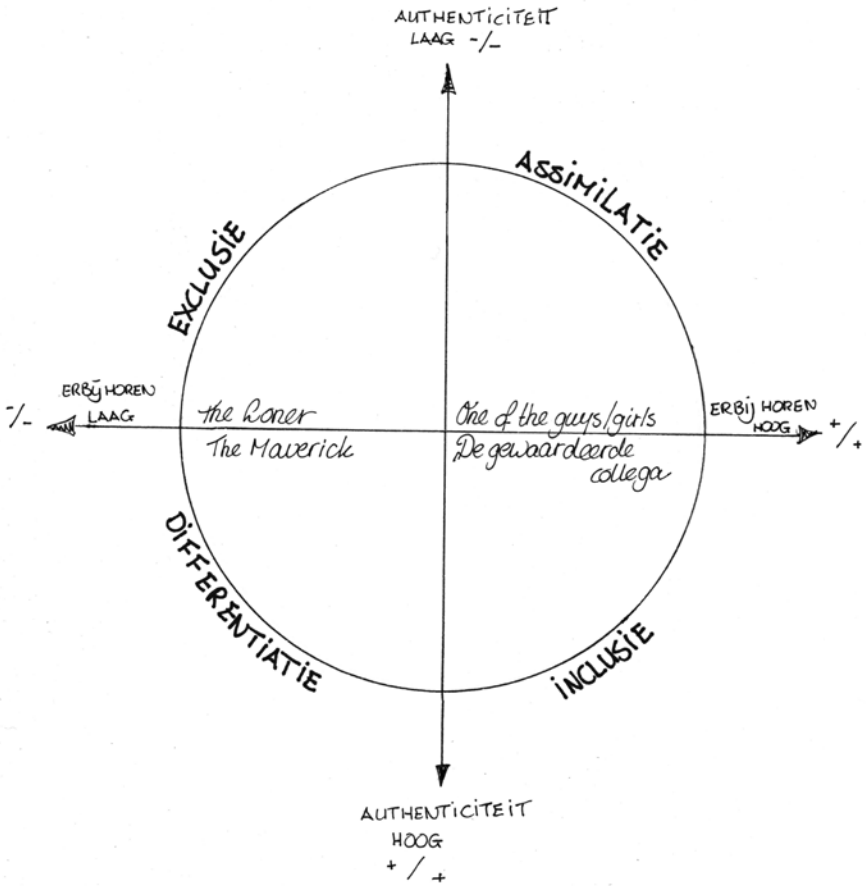 AUTHENTICITEIT
LAAG -/-
ASSIMILATIE
EXCLUSIE
ERBIJ HOREN
LAAG
-/-
the Loner
One of the guys/girls
ERBIJ HOREN
HOOG
+/+
The Maverick
De gewaardeerde
collega
DIFFERENTIATIE
INCLUSIE
AUTHENTICITEIT
HOOG
+/+